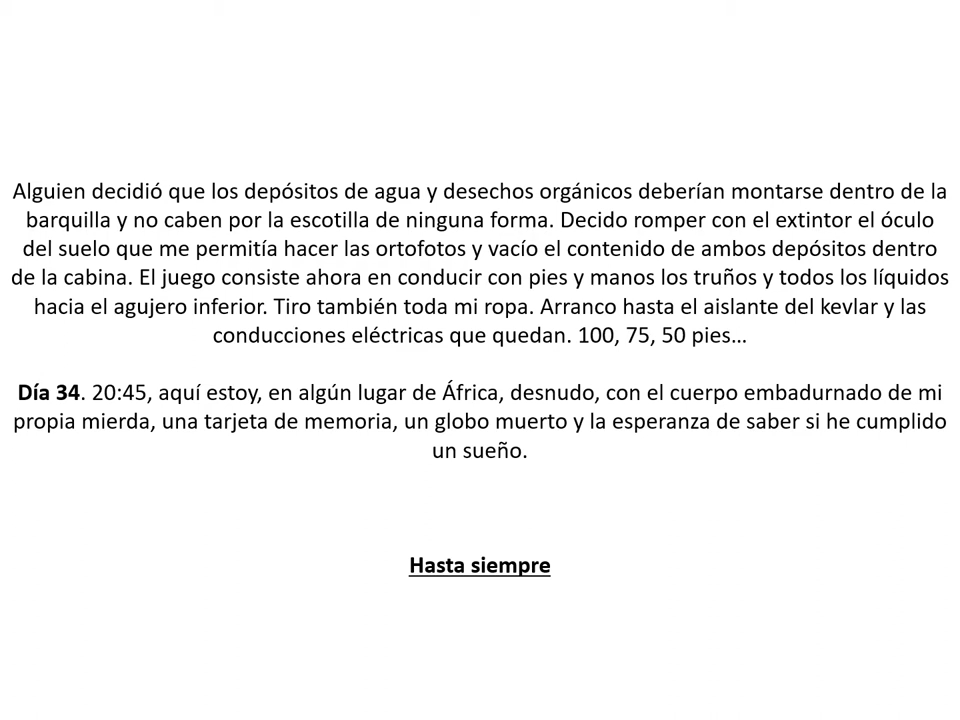 Alguien decidió que los depósitos de agua y desechos orgánicos deberían montarse dentro de la
barquilla y no caben por la escotilla de ninguna forma. Decido romper con el extintor el óculo
del suelo que me permitía hacer las ortofotos y vacío el contenido de ambos depósitos dentro
de la cabina. El juego consiste ahora en conducir con pies y manos los truños y todos los líquidos
hacia el agujero inferior. Tiro también toda mi ropa. Arranco hasta el aislante del kevlar y las
conducciones eléctricas que quedan. 100, 75, 50 pies…
Día 34. 20:45, aquí estoy, en algún lugar de África, desnudo, con el cuerpo embadurnado de mi
propia mierda, una tarjeta de memoria, un globo muerto y la esperanza de saber si he cumplido
un sueño.
Hasta siempre